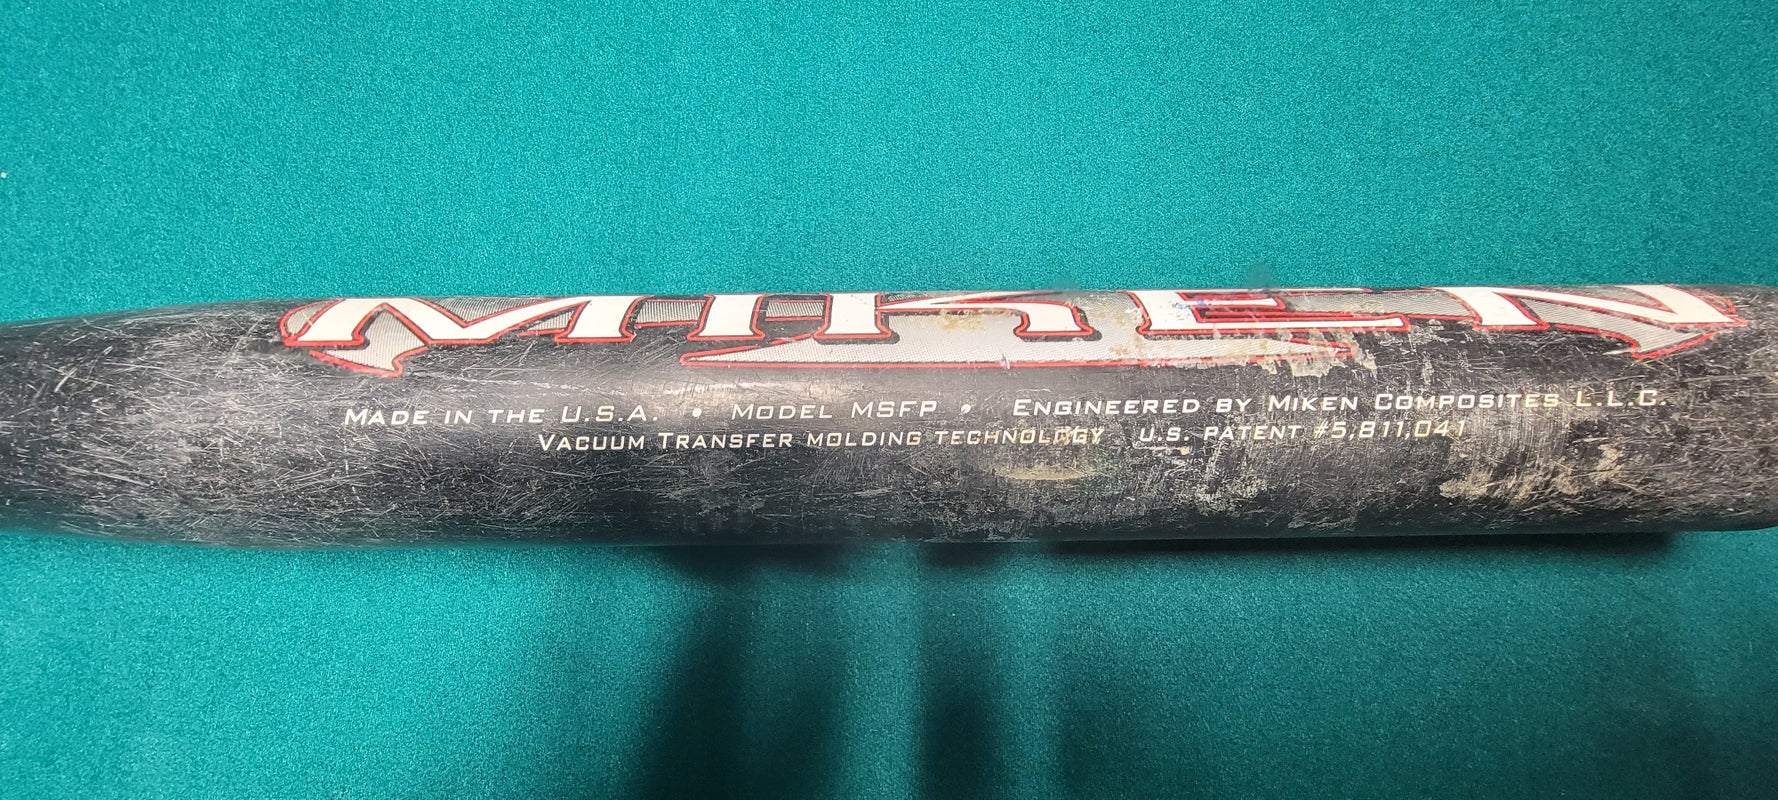 MIKEN
MADE IN THE U.S.A. • MODEL MSFP • ENGINEERED BY MIKEN COMPOSITES L.L.C.
VACUUM TRANSFER MOLDING TECHNOLOGY U.S. PATENT #5,811,041